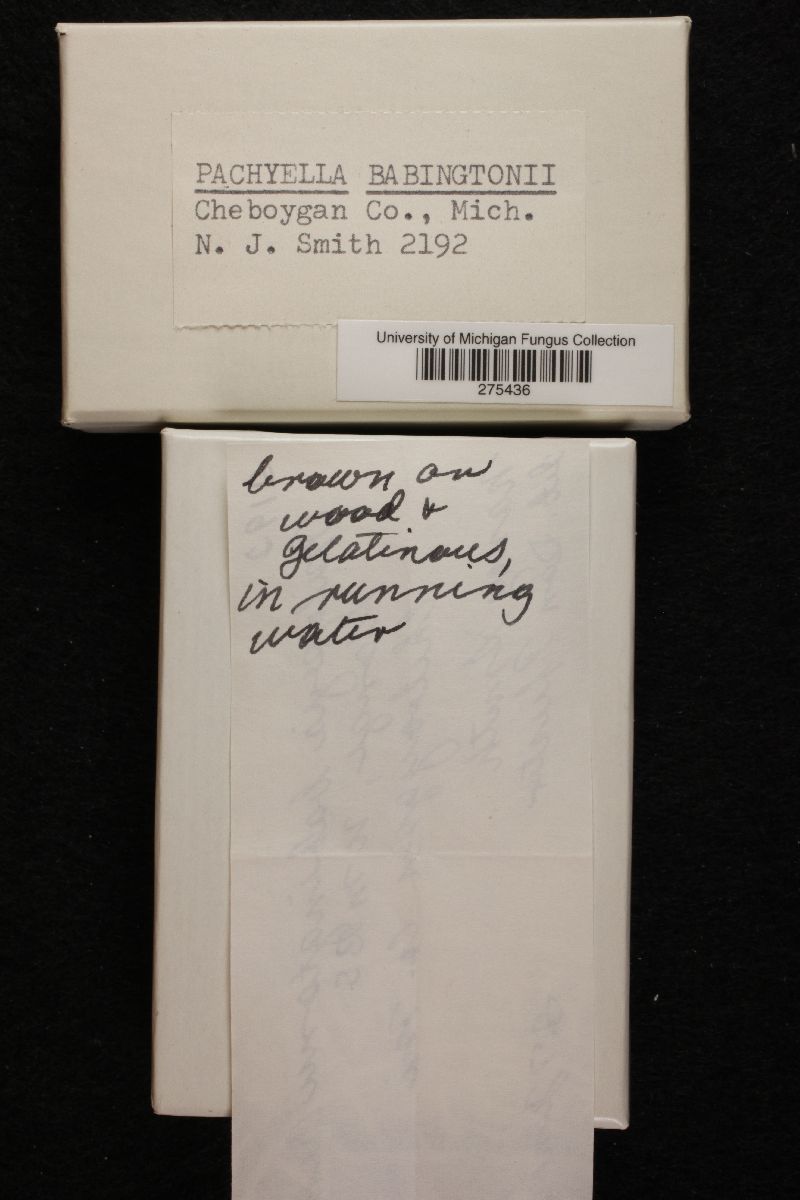 PACHYELLA BABINGTONII
Cheboygan Co., Mich.
N. J. Smith 2192
University of Michigan Fungus Collection
275436
brown on
wood &
gelatinous,
in running
water